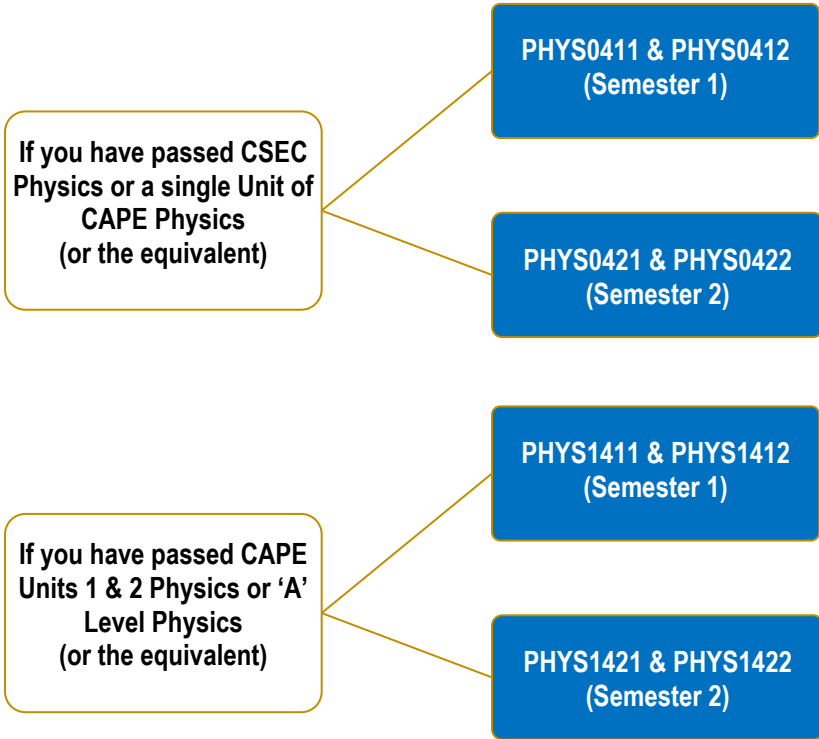 If you have passed CSEC
Physics or a single Unit of
CAPE Physics
(or the equivalent)
PHYS0411 & PHYS0412
(Semester 1)
PHYS0421 & PHYS0422
(Semester 2)
If you have passed CAPE
Units 1 & 2 Physics or ‘A’
Level Physics
(or the equivalent)
PHYS1411 & PHYS1412
(Semester 1)
PHYS1421 & PHYS1422
(Semester 2)